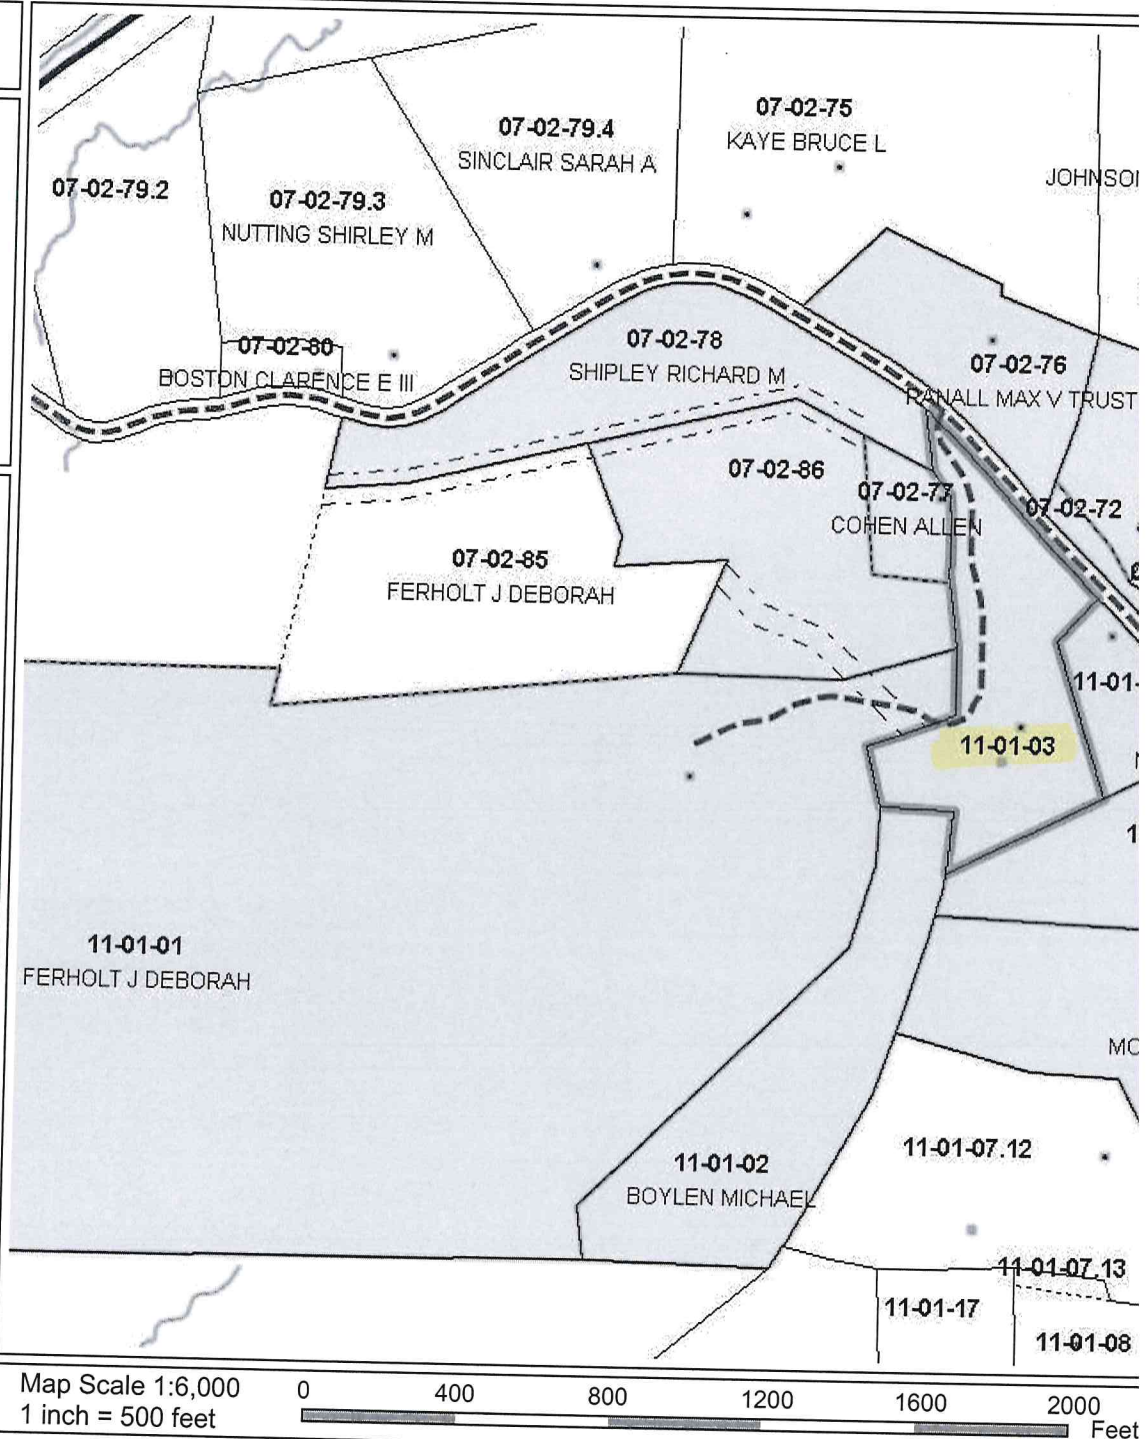 07-02-75
KAYE BRUCE L
07-02-79.4
SINCLAIR SARAH A
JOHNSO
07-02-79.2
07-02-79.3
NUTTING SHIRLEY M
07-02-80
BOSTON CLARENCE E III
07-02-78
SHIPLEY RICHARD M
07-02-76
RANALL MAX V TRUST
07-02-86
07-02-77
COHEN ALLEN
07-02-72
07-02-85
FERHOLT J DEBORAH
11-01-
11-01-03
1
11-01-01
FERHOLT J DEBORAH
MC
11-01-07.12
11-01-02
BOYLEN MICHAEL
11-01-07.13
11-01-17
11-01-08
Map Scale 1:6,000
1 inch = 500 feet
0 400 800 1200 1600 2000
Feet